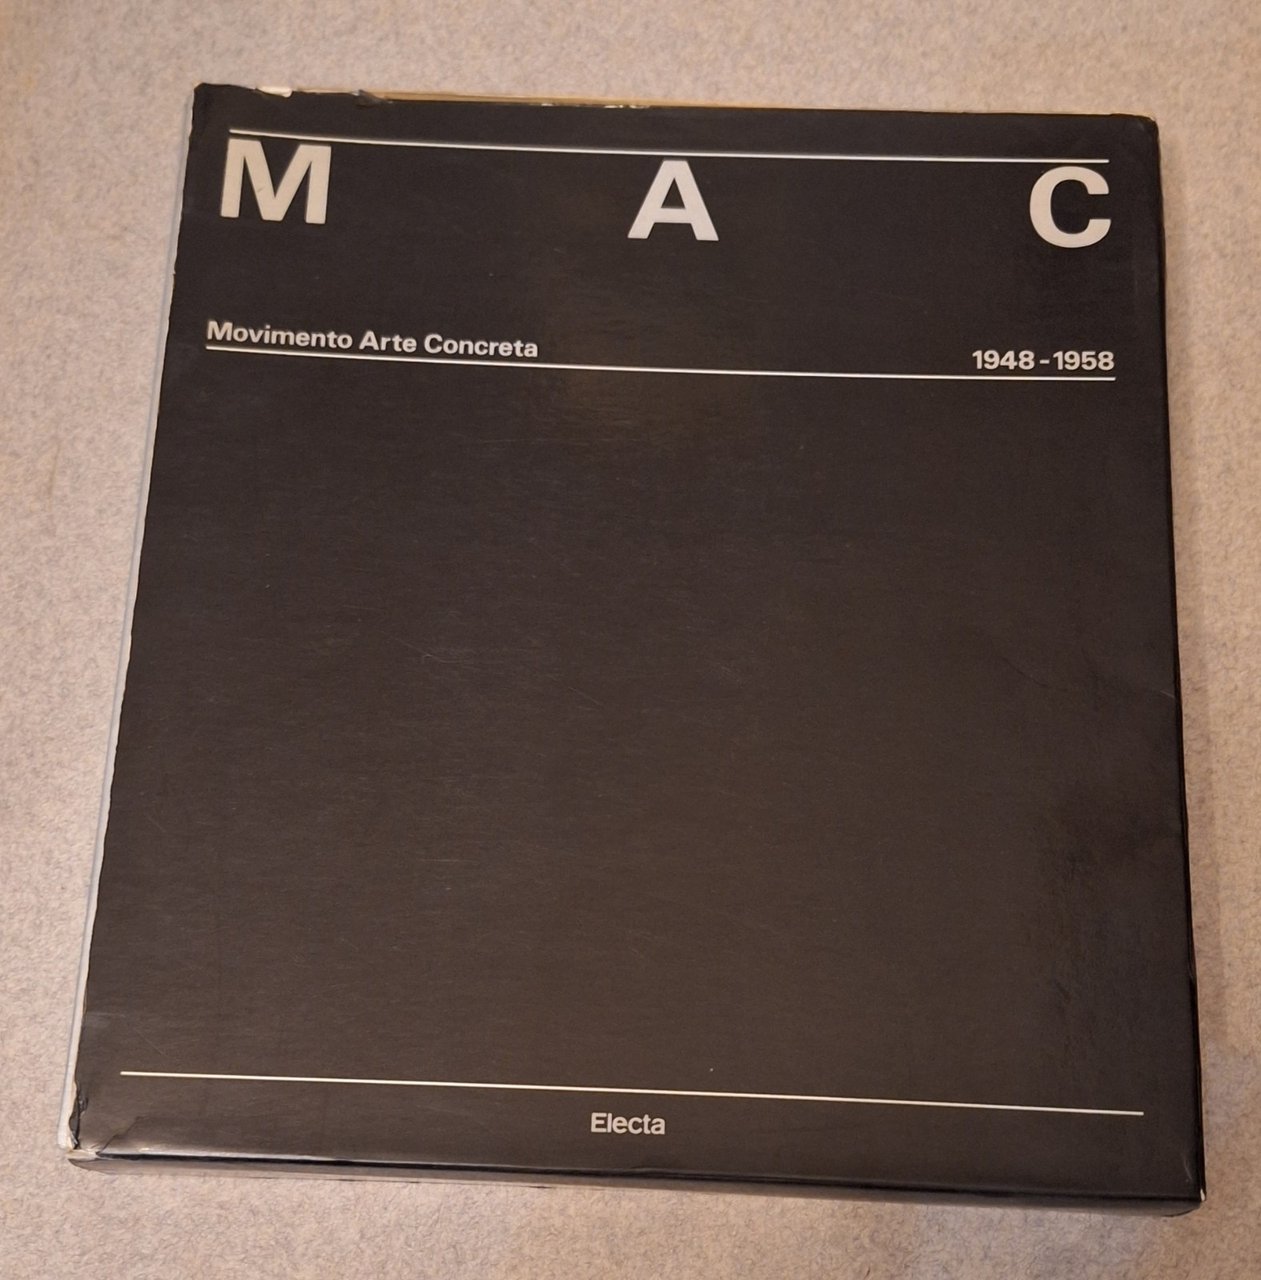 M A C
Movimento Arte Concreta 1948-1958
Electa